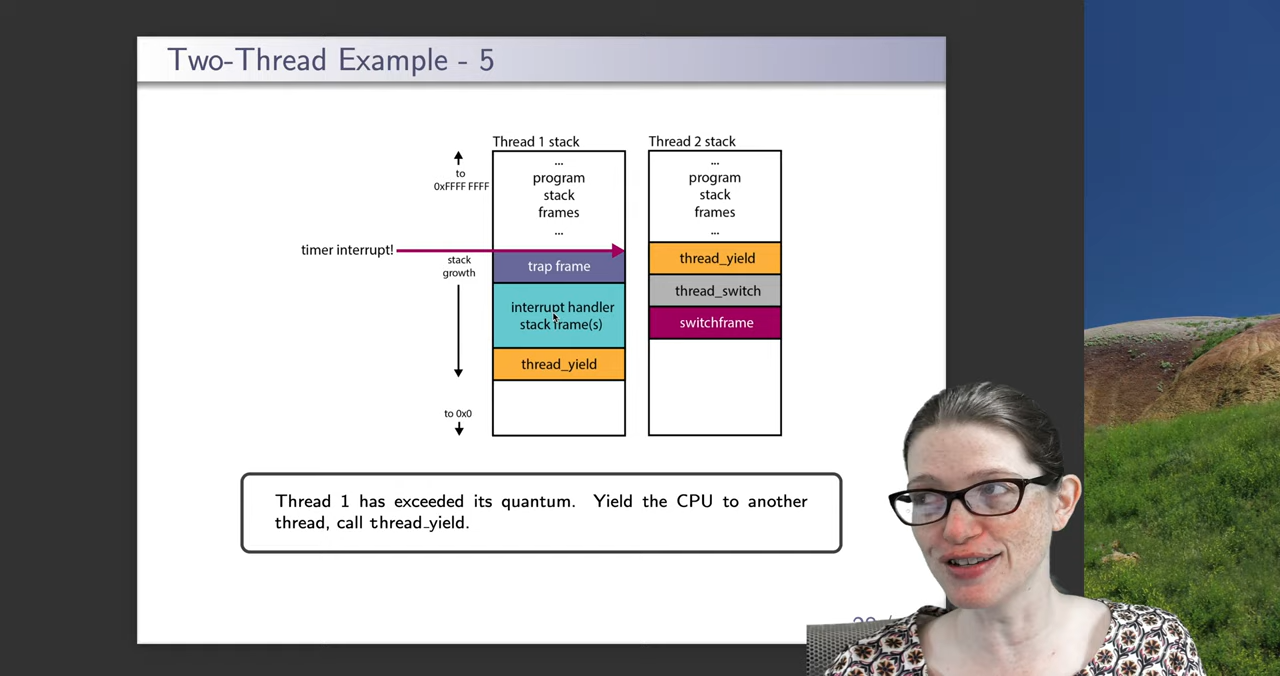 Two-Thread Example - 5
Thread 1 stack
Thread 2 stack
to
0xFFFF FFFF
...
program
stack
frames
...
...
program
stack
frames
...
timer interrupt!
stack
growth
to 0x0
trap frame
interrupt handler
stack frame(s)
thread_yield
thread_yield
thread_switch
switchframe
Thread 1 has exceeded its quantum. Yield the CPU to another
thread, call thread_yield.